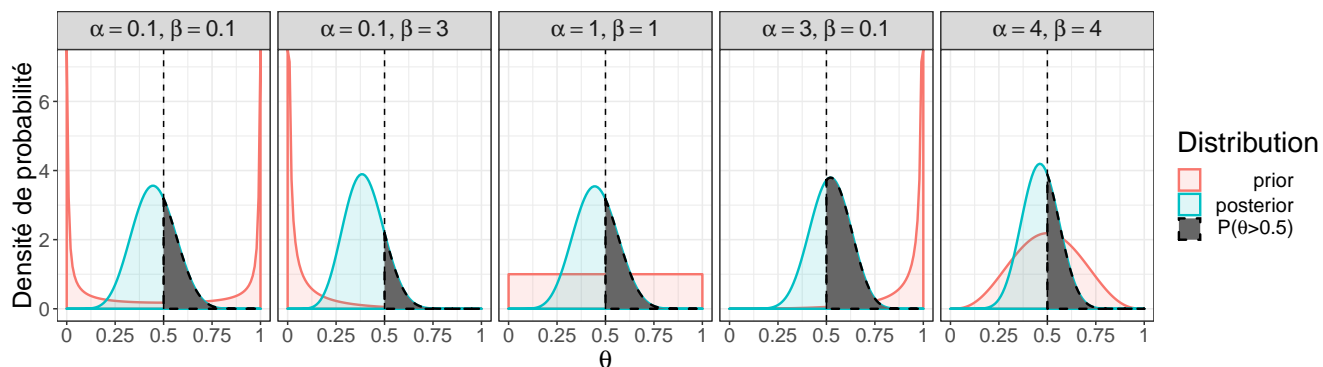 α = 0.1, β = 0.1
α = 0.1, β = 3
α = 1, β = 1
α = 3, β = 0.1
α = 4, β = 4
Densité de probabilité
6
4
2
0
0 0.25 0.5 0.75 1
0 0.25 0.5 0.75 1
0 0.25 0.5 0.75 1
0 0.25 0.5 0.75 1
0 0.25 0.5 0.75 1
θ
Distribution
prior
posterior
P(θ>0.5)